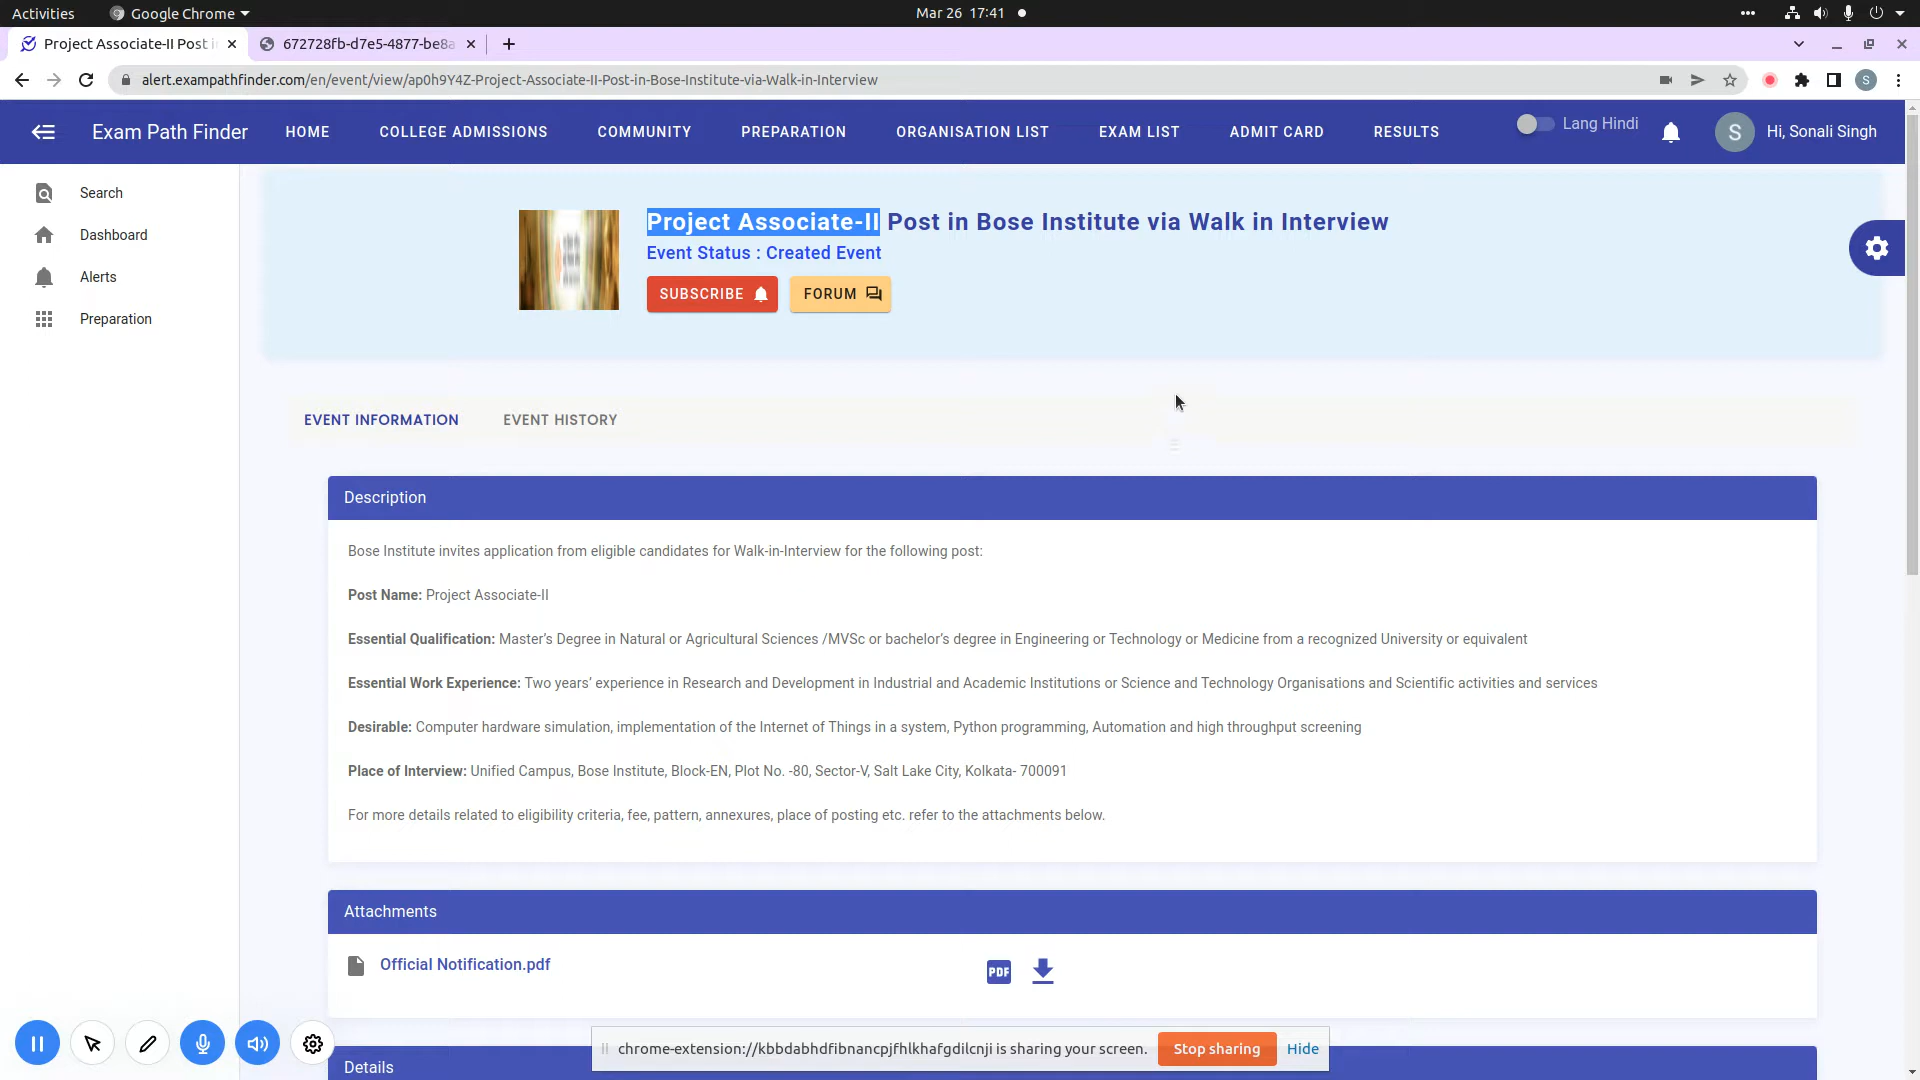 Activities
Google Chrome
Mar 26 17:41
Project Associate-II Post in
672728fb-d7e5-4877-be8a
alert.exampathfinder.com/en/event/view/ap0h9Y4Z-Project-Associate-II-Post-in-Bose-Institute-via-Walk-in-Interview
S
Exam Path Finder
HOME
COLLEGE ADMISSIONS
COMMUNITY
PREPARATION
ORGANISATION LIST
EXAM LIST
ADMIT CARD
RESULTS
Lang Hindi
S
Hi, Sonali Singh
Search
Dashboard
Alerts
Preparation
Project Associate-II Post in Bose Institute via Walk in Interview
Event Status : Created Event
SUBSCRIBE
FORUM
EVENT INFORMATION
EVENT HISTORY
Description
Bose Institute invites application from eligible candidates for Walk-in-Interview for the following post:
Post Name: Project Associate-II
Essential Qualification: Master’s Degree in Natural or Agricultural Sciences /MVSc or bachelor’s degree in Engineering or Technology or Medicine from a recognized University or equivalent
Essential Work Experience: Two years’ experience in Research and Development in Industrial and Academic Institutions or Science and Technology Organisations and Scientific activities and services
Desirable: Computer hardware simulation, implementation of the Internet of Things in a system, Python programming, Automation and high throughput screening
Place of Interview: Unified Campus, Bose Institute, Block-EN, Plot No. -80, Sector-V, Salt Lake City, Kolkata- 700091
For more details related to eligibility criteria, fee, pattern, annexures, place of posting etc. refer to the attachments below.
Attachments
Official Notification.pdf
PDF
chrome-extension://kbbdabhdfibnancpjfhlkhafgdilcnji is sharing your screen.
Stop sharing
Hide
Details